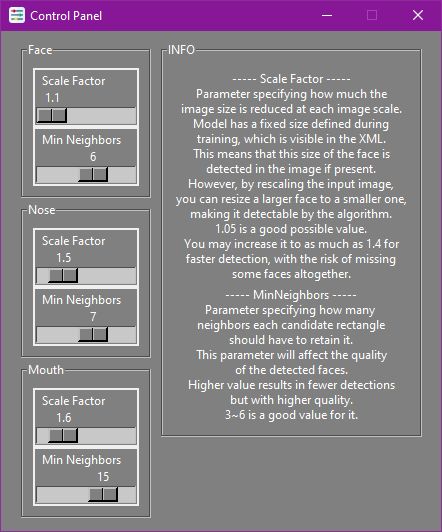 Control Panel
Face
Scale Factor
1.1
Min Neighbors
6
Nose
Scale Factor
1.5
Min Neighbors
7
Mouth
Scale Factor
1.6
Min Neighbors
15
INFO
----- Scale Factor -----
Parameter specifying how much the
image size is reduced at each image scale.
Model has a fixed size defined during
training, which is visible in the XML.
This means that this size of the face is
detected in the image if present.
However, by rescaling the input image,
you can resize a larger face to a smaller one,
making it detectable by the algorithm.
1.05 is a good possible value.
You may increase it to as much as 1.4 for
faster detection, with the risk of missing
some faces altogether.
----- MinNeighbors -----
Parameter specifying how many
neighbors each candidate rectangle
should have to retain it.
This parameter will affect the quality
of the detected faces.
Higher value results in fewer detections
but with higher quality.
3~6 is a good value for it.